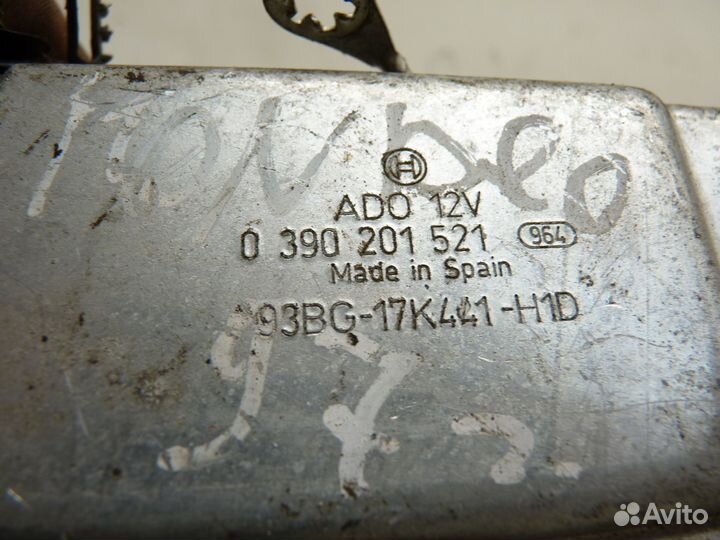 MONDEO
ADO 12V
0 390 201 521 964
Made in Spain
93BG-17K441-H1D
97г
Avito